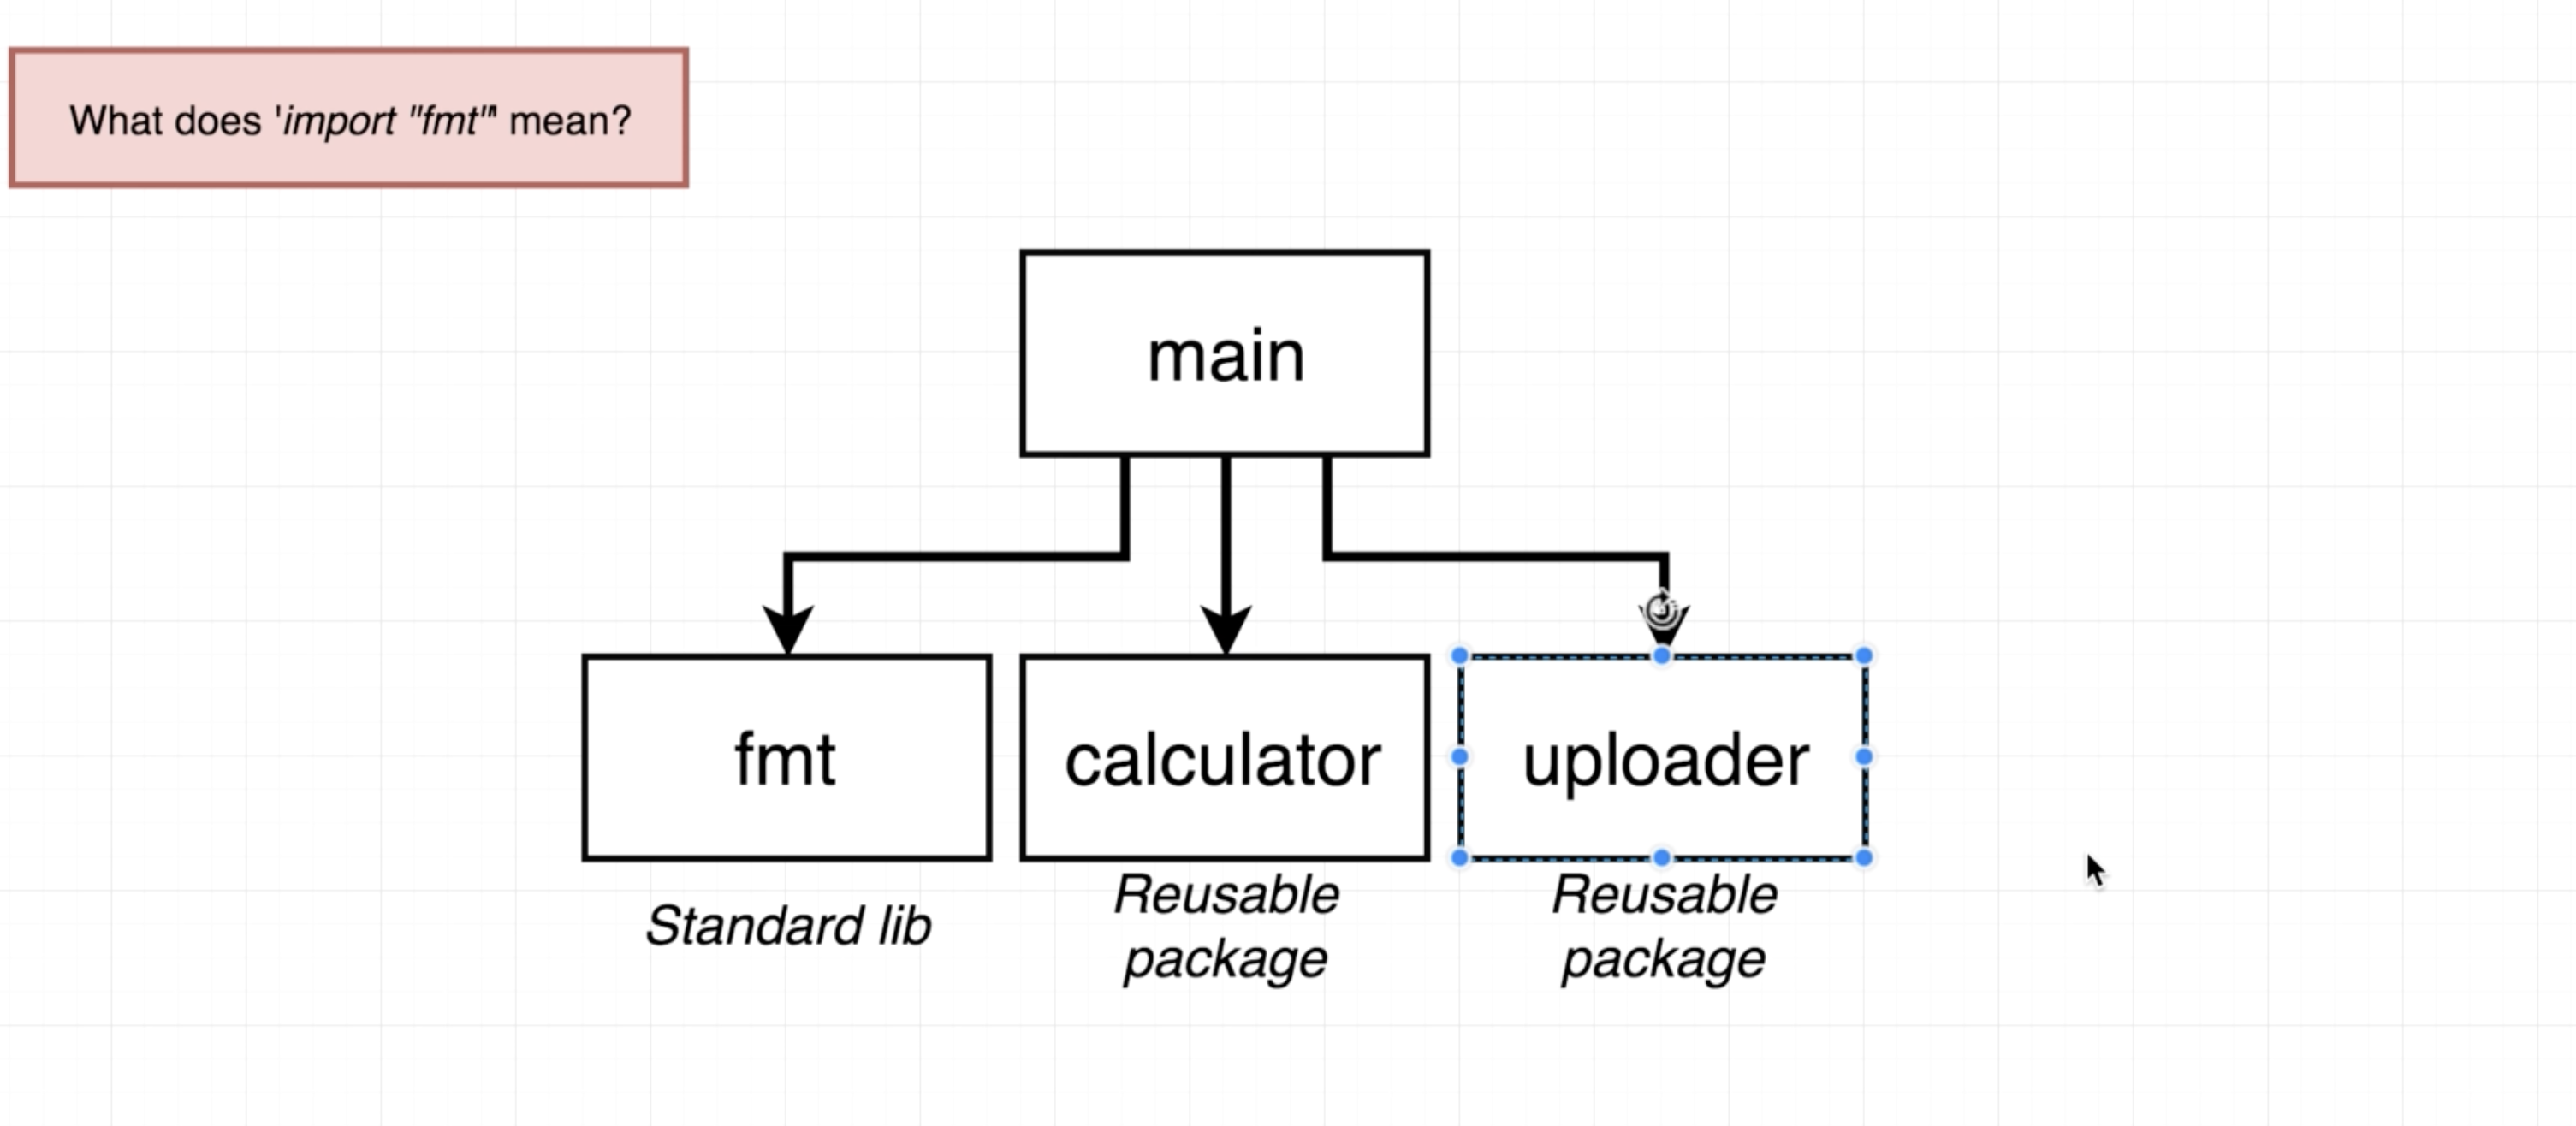 What does 'import "fmt"' mean?
main
fmt
calculator
uploader
Standard lib
Reusable
package
Reusable
package